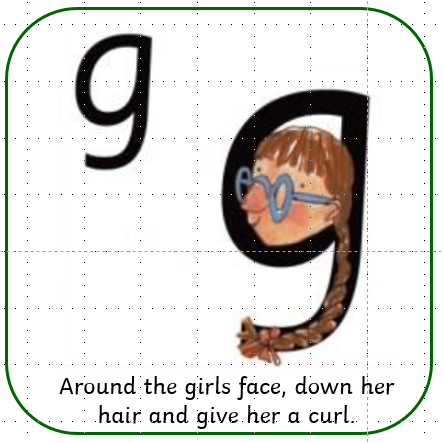 g
g
Around the girls face, down her
hair and give her a curl.